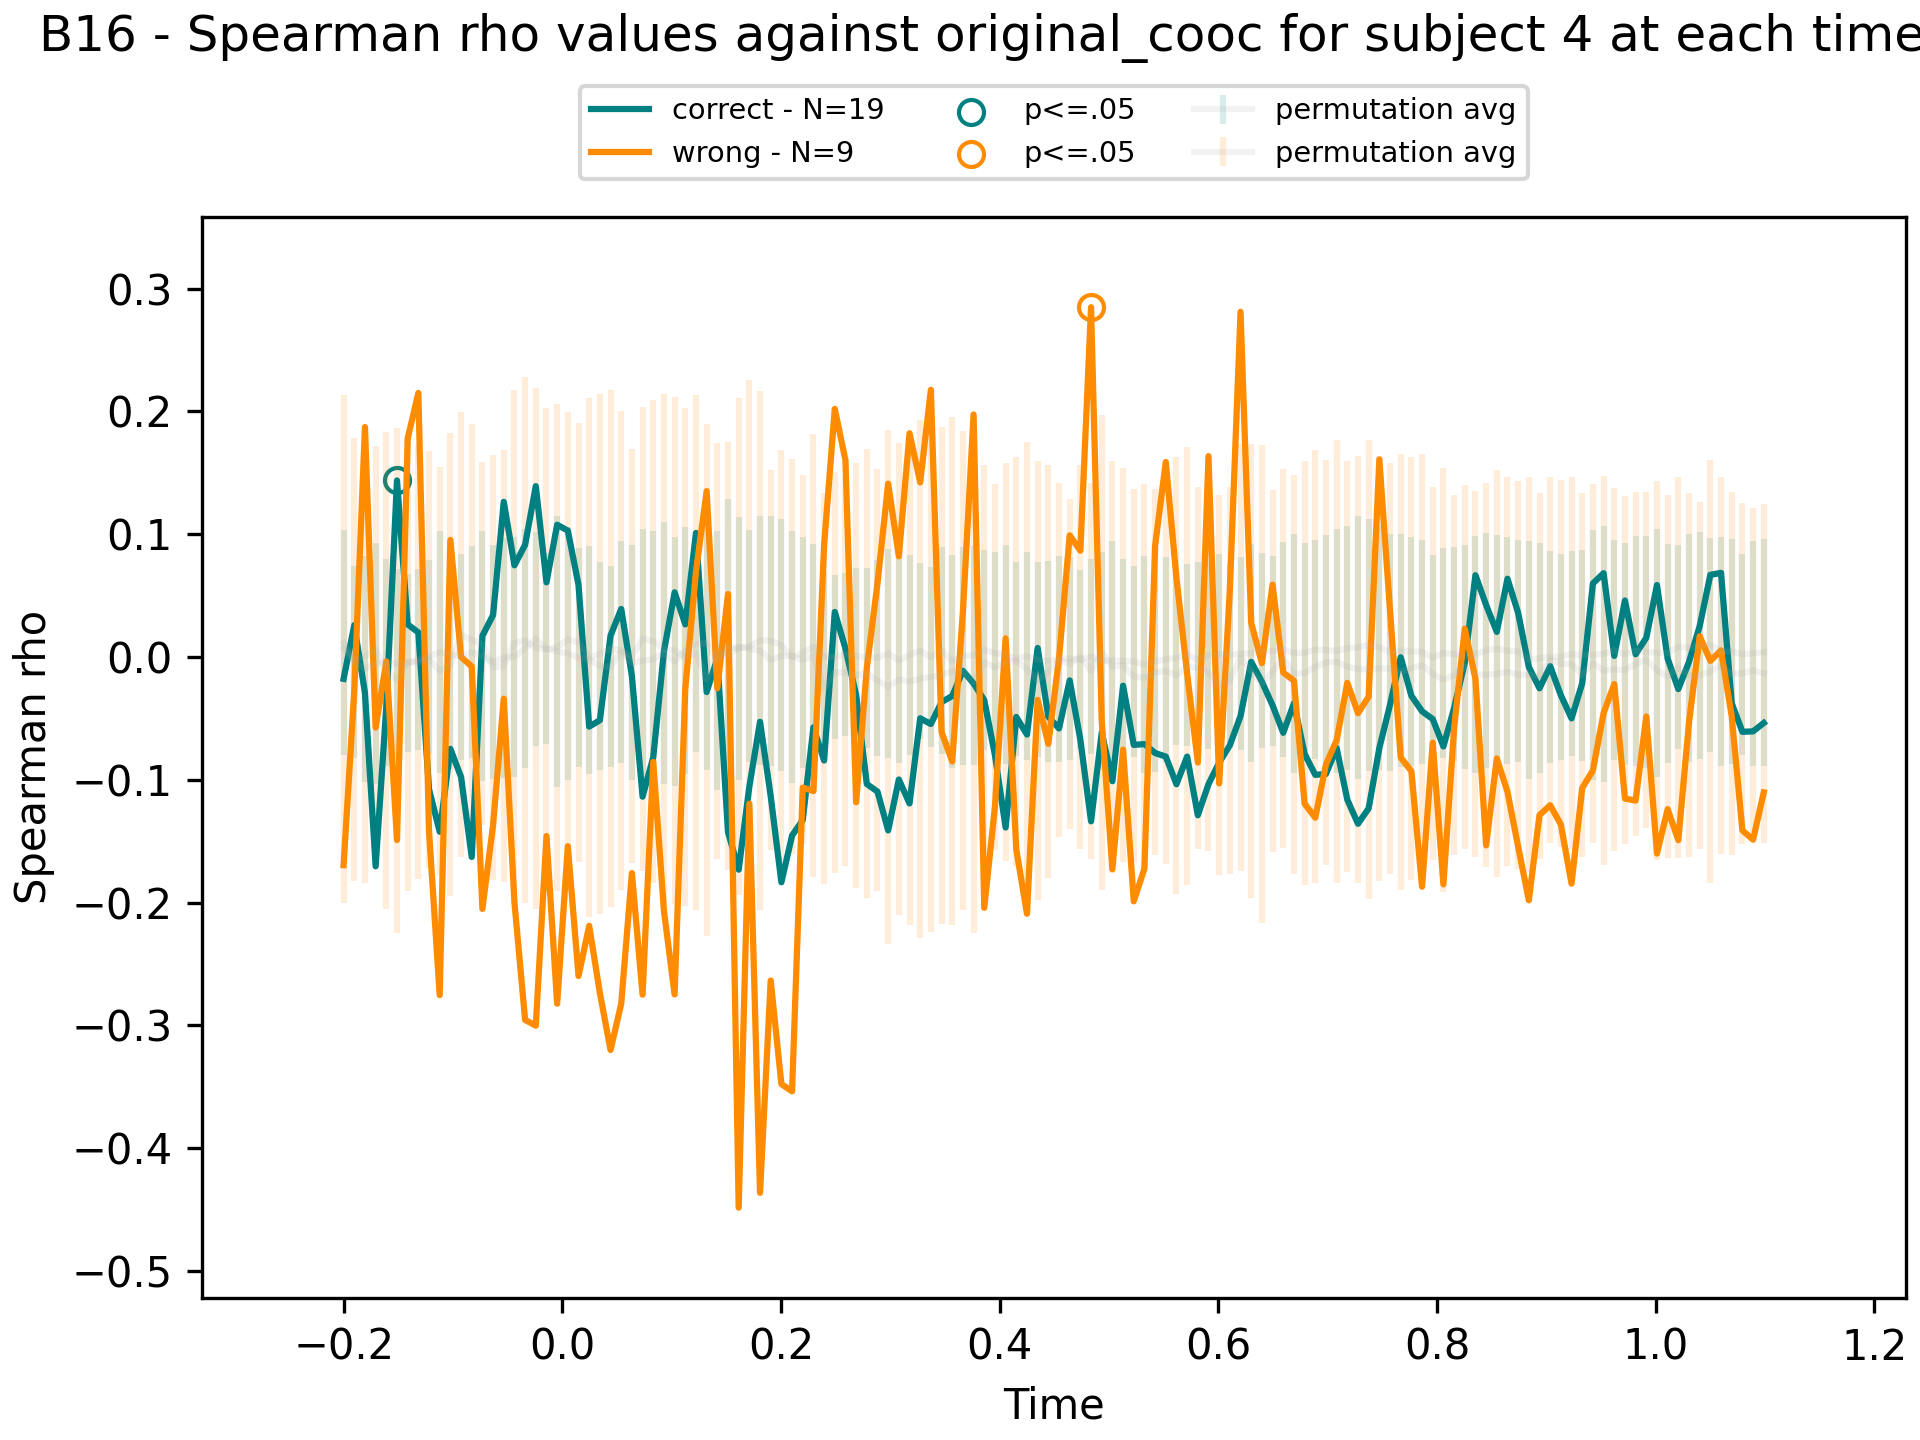 B16 - Spearman rho values against original_cooc for subject 4 at each time
correct - N=19
wrong - N=9
p<=.05
p<=.05
permutation avg
permutation avg
Spearman rho
0.3
0.2
0.1
0.0
−0.1
−0.2
−0.3
−0.4
−0.5
−0.2 0.0 0.2 0.4 0.6 0.8 1.0 1.2
Time